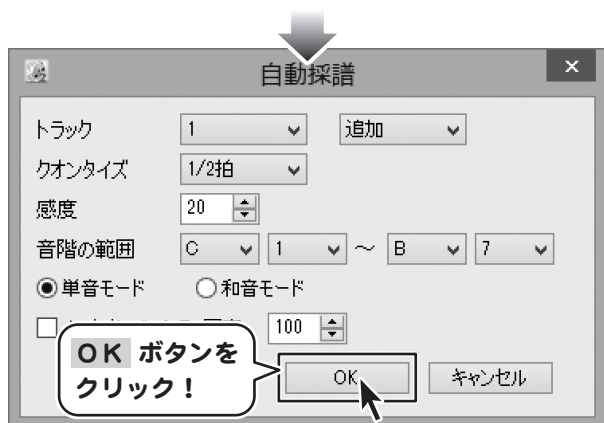 自動採譜
トラック 1 追加
クオンタイズ 1/2拍
感度 20
音階の範囲 C 1 ～ B 7
単音モード 和音モード
100
OK ボタンを
クリック！
OK キャンセル